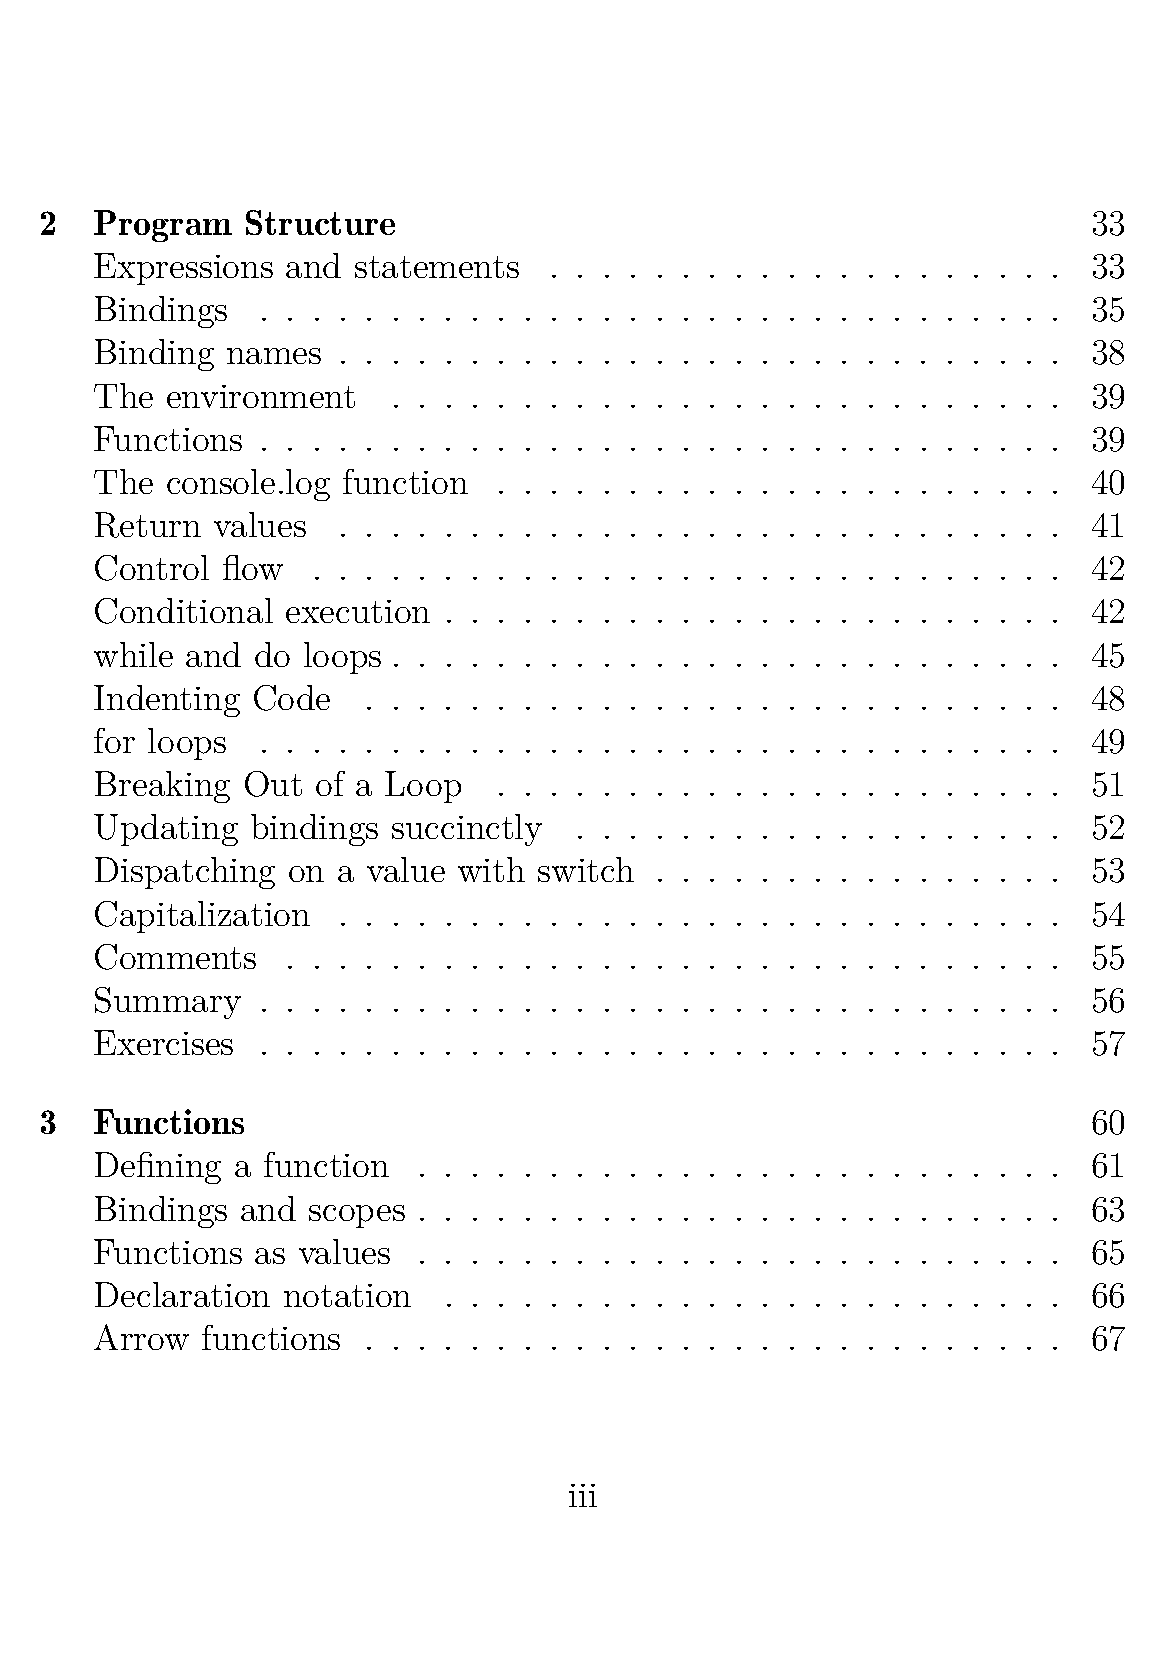 2 Program Structure 33
Expressions and statements . . . . . . . . . . . . . . . . . . . . 33
Bindings . . . . . . . . . . . . . . . . . . . . . . . . . . . . . . . 35
Binding names . . . . . . . . . . . . . . . . . . . . . . . . . . . . 38
The environment . . . . . . . . . . . . . . . . . . . . . . . . . . 39
Functions . . . . . . . . . . . . . . . . . . . . . . . . . . . . . . . 39
The console.log function . . . . . . . . . . . . . . . . . . . . . . 40
Return values . . . . . . . . . . . . . . . . . . . . . . . . . . . . 41
Control flow . . . . . . . . . . . . . . . . . . . . . . . . . . . . . 42
Conditional execution . . . . . . . . . . . . . . . . . . . . . . . . 42
while and do loops . . . . . . . . . . . . . . . . . . . . . . . . . . 45
Indenting Code . . . . . . . . . . . . . . . . . . . . . . . . . . . 48
for loops . . . . . . . . . . . . . . . . . . . . . . . . . . . . . . . 49
Breaking Out of a Loop . . . . . . . . . . . . . . . . . . . . . . 51
Updating bindings succinctly . . . . . . . . . . . . . . . . . . . 52
Dispatching on a value with switch . . . . . . . . . . . . . . . . 53
Capitalization . . . . . . . . . . . . . . . . . . . . . . . . . . . . 54
Comments . . . . . . . . . . . . . . . . . . . . . . . . . . . . . . 55
Summary . . . . . . . . . . . . . . . . . . . . . . . . . . . . . . . 56
Exercises . . . . . . . . . . . . . . . . . . . . . . . . . . . . . . . 57
3 Functions 60
Defining a function . . . . . . . . . . . . . . . . . . . . . . . . . 61
Bindings and scopes . . . . . . . . . . . . . . . . . . . . . . . . . 63
Functions as values . . . . . . . . . . . . . . . . . . . . . . . . . 65
Declaration notation . . . . . . . . . . . . . . . . . . . . . . . . 66
Arrow functions . . . . . . . . . . . . . . . . . . . . . . . . . . . 67
iii